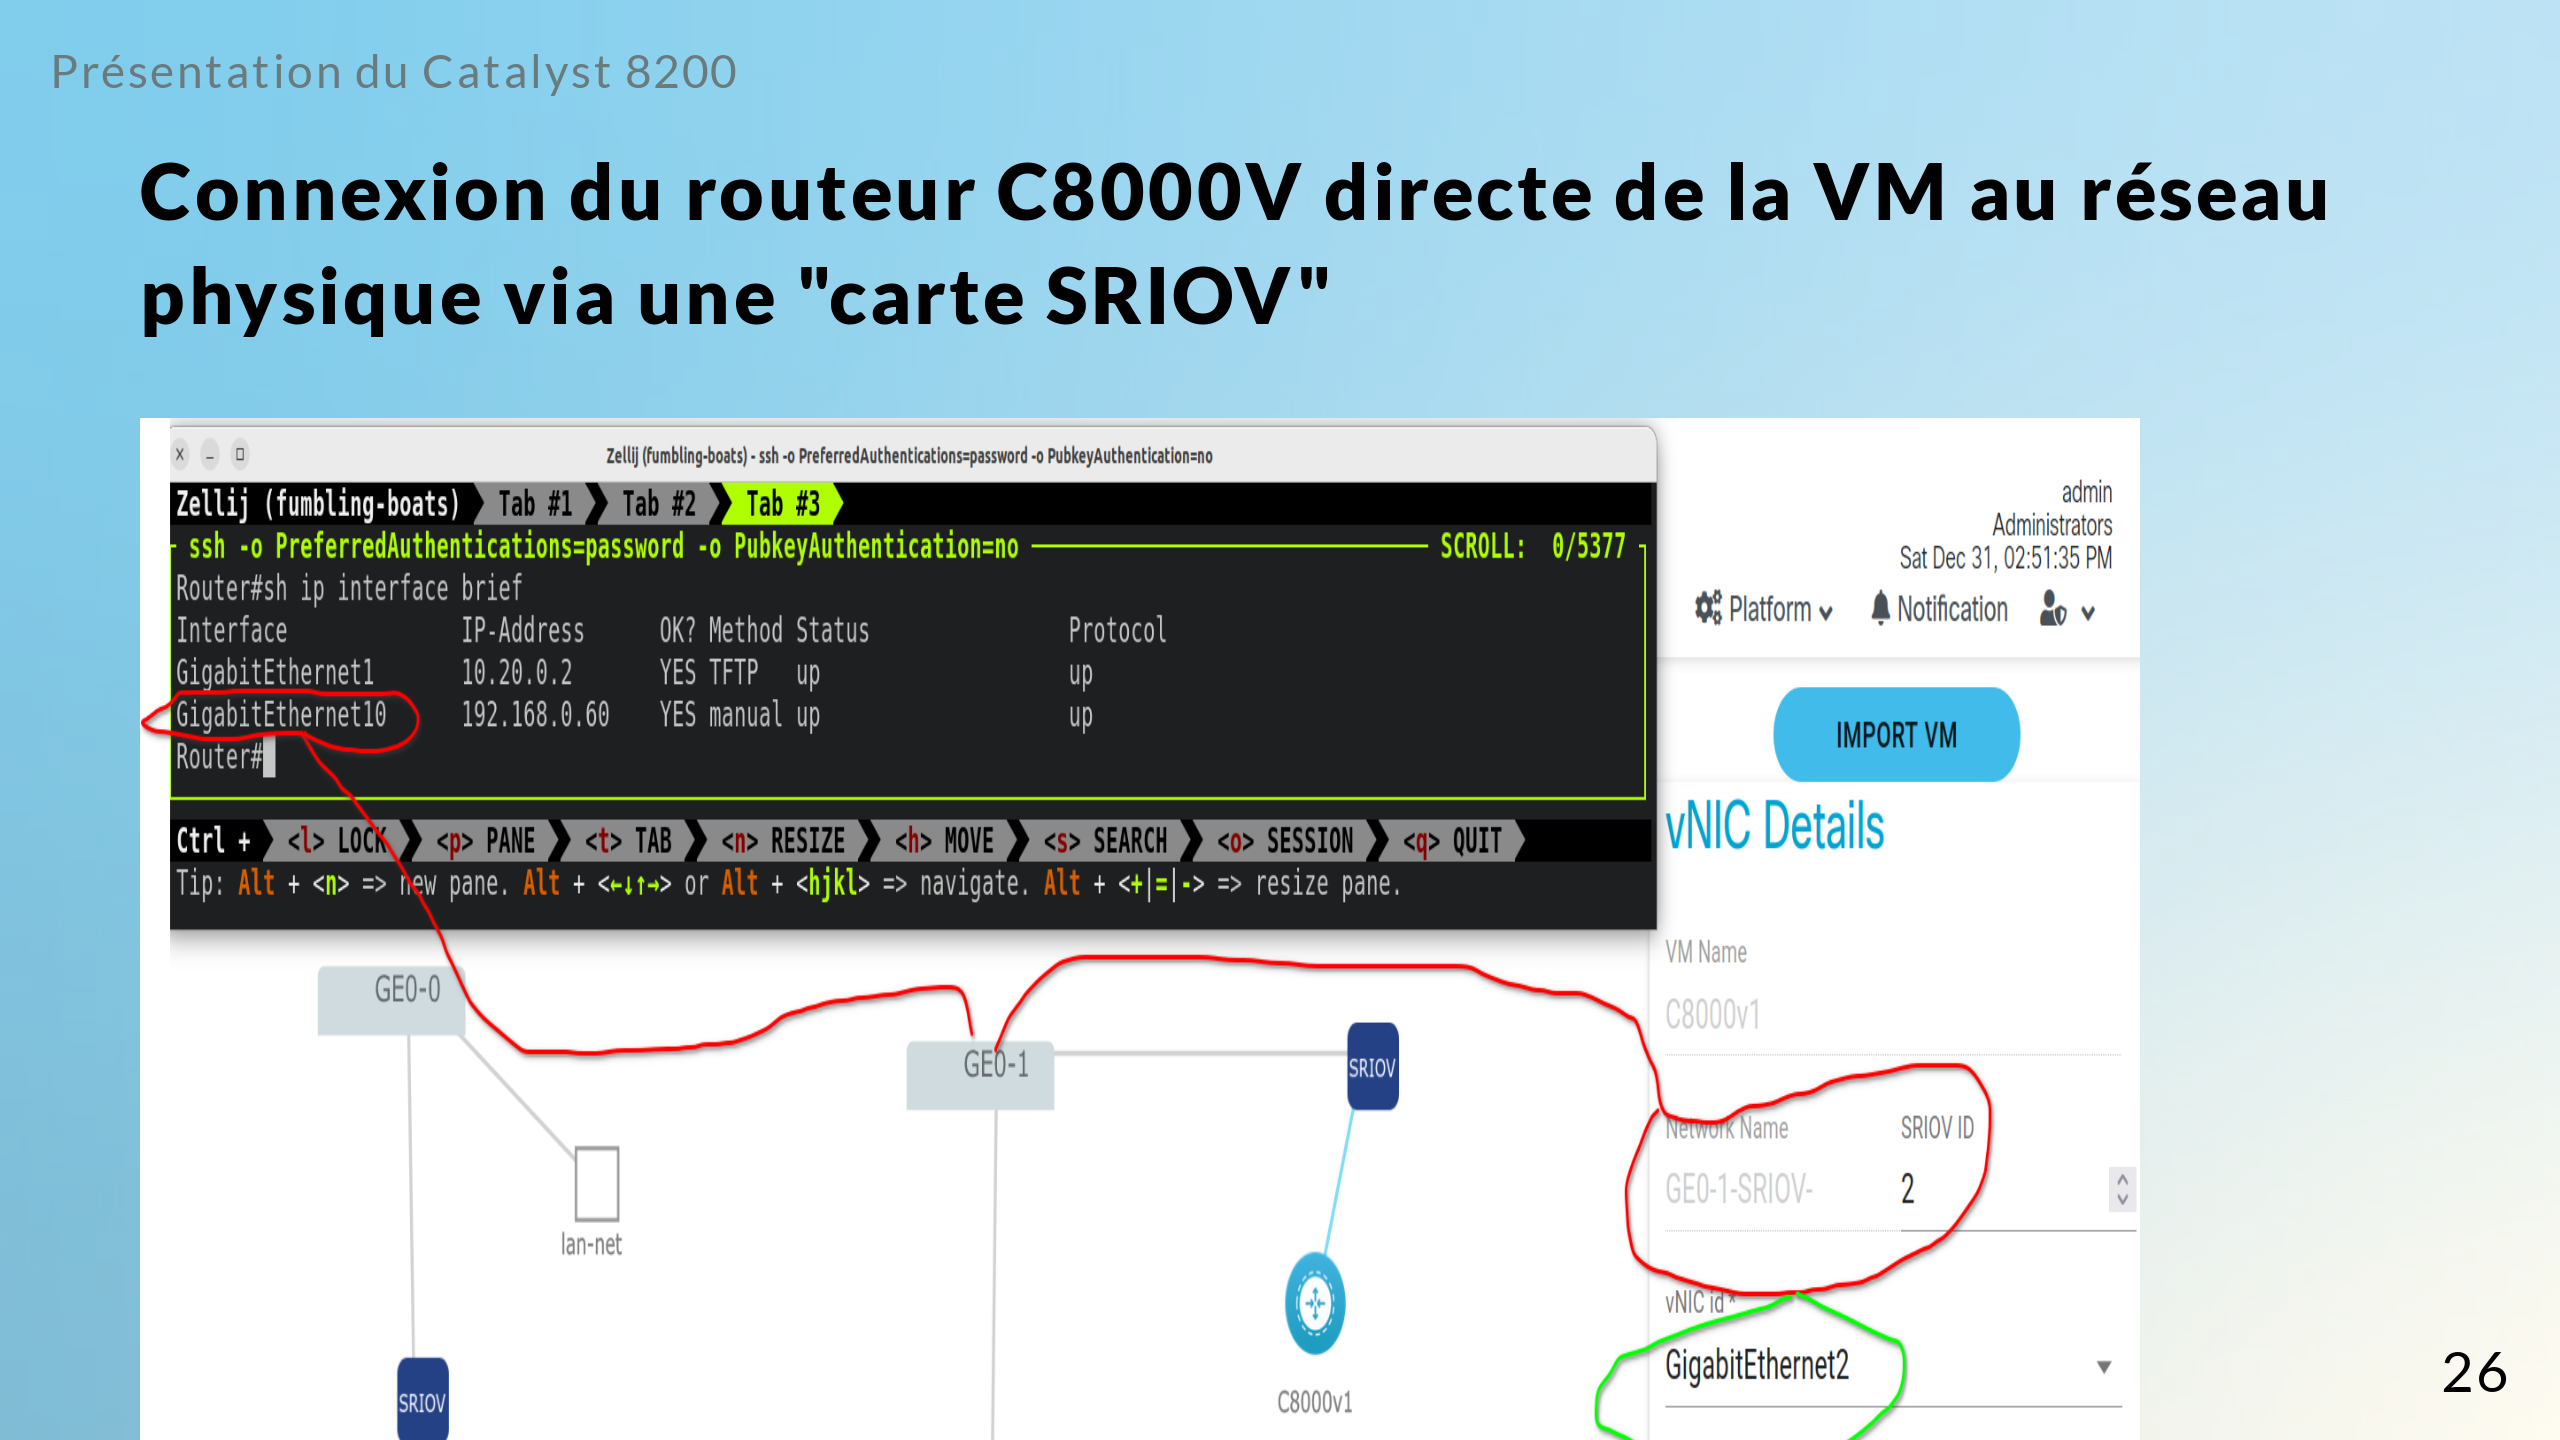 Présentation du Catalyst 8200
Connexion du routeur C8000V directe de la VM au réseau
physique via une "carte SRIOV"
Zellij (fumbling-boats) - ssh -o PreferredAuthentications=password -o PubkeyAuthentication=no
Zellij (fumbling-boats) Tab #1 Tab #2 Tab #3
ssh -o PreferredAuthentications=password -o PubkeyAuthentication=no SCROLL: 0/5377
Router#sh ip interface brief
Interface IP-Address OK? Method Status Protocol
GigabitEthernet1 10.20.0.2 YES TFTP up up
GigabitEthernet10 192.168.0.60 YES manual up up
Router#
Ctrl + <l> LOCK <p> PANE <t> TAB <n> RESIZE <h> MOVE <s> SEARCH <o> SESSION <q> QUIT
Tip: Alt + <n> => new pane. Alt + <←↓↑→> or Alt + <hjkl> => navigate. Alt + <+|=|-> => resize pane.
admin
Administrators
Sat Dec 31, 02:51:35 PM
Platform Notification
IMPORT VM
vNIC Details
VM Name
C8000v1
Network Name SRIOV ID
GE0-1-SRIOV- 2
vNIC id *
GigabitEthernet2
GE0-0
GE0-1
SRIOV
lan-net
SRIOV
C8000v1
26